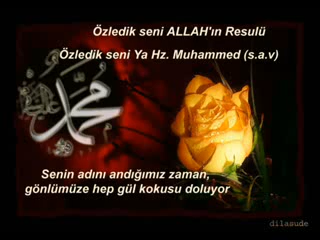 Özledik seni ALLAH'ın Resulü
Özledik seni Ya Hz. Muhammed (s.a.v)
محمد
Senin adını andığımız zaman,
gönlümüze hep gül kokusu doluyor
dilasude